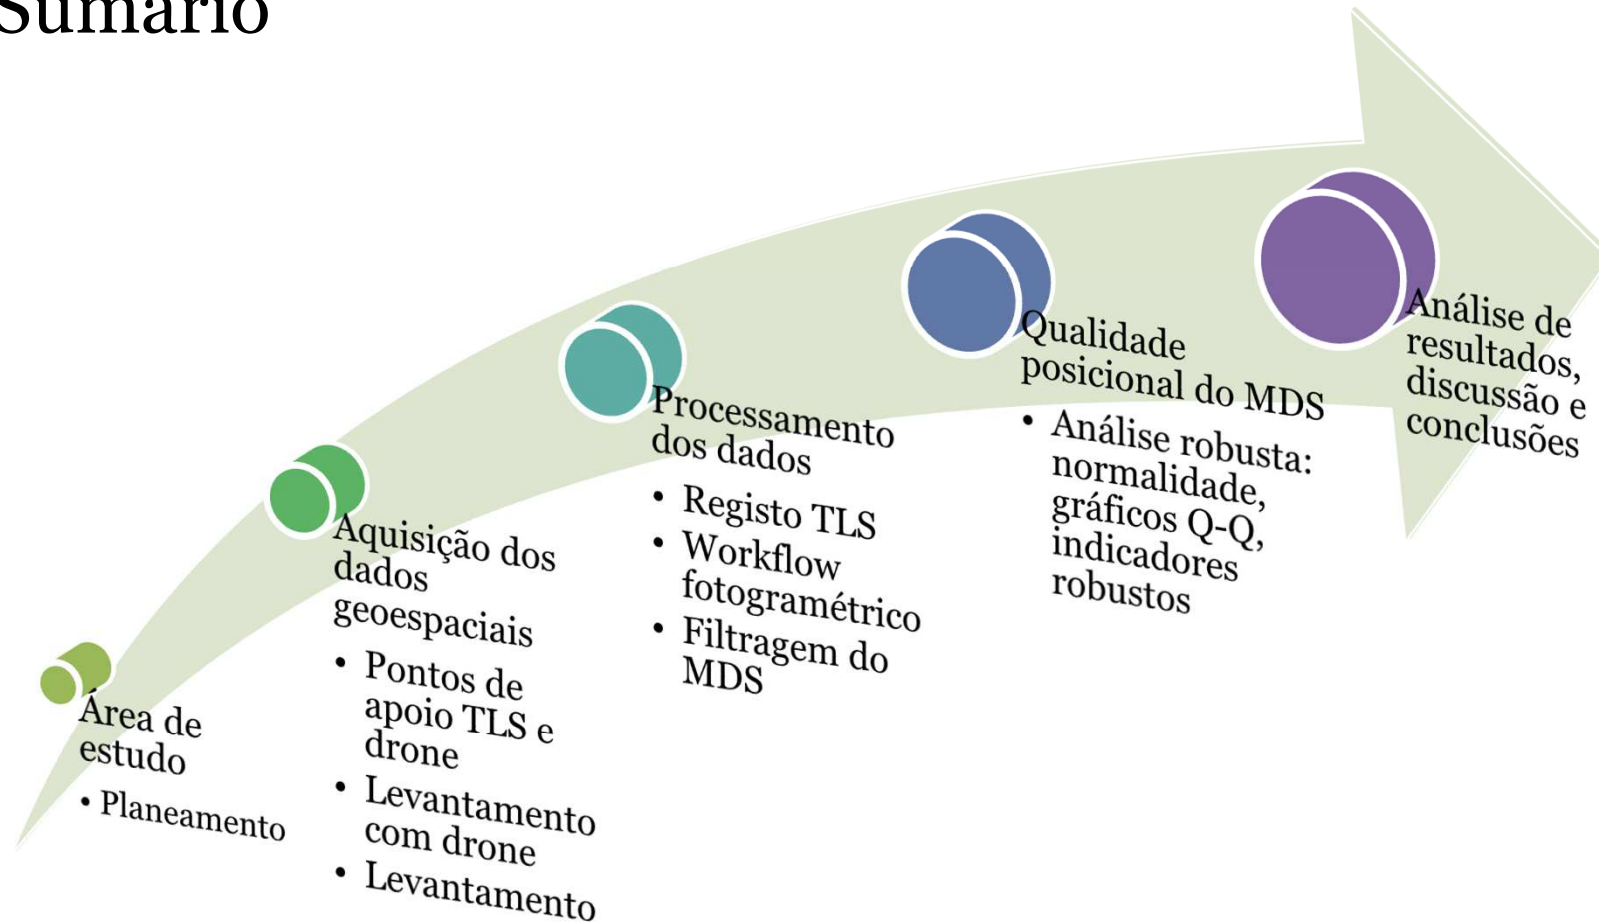 Sumário
Área de
estudo
• Planeamento
Aquisição dos
dados
geoespaciais
• Pontos de
apoio TLS e
drone
• Levantamento
com drone
• Levantamento
Processamento
dos dados
• Registo TLS
• Workflow
fotogramétrico
• Filtragem do
MDS
Qualidade
posicional do MDS
• Análise robusta:
normalidade,
gráficos Q-Q,
indicadores
robustos
Análise de
resultados,
discussão e
conclusões